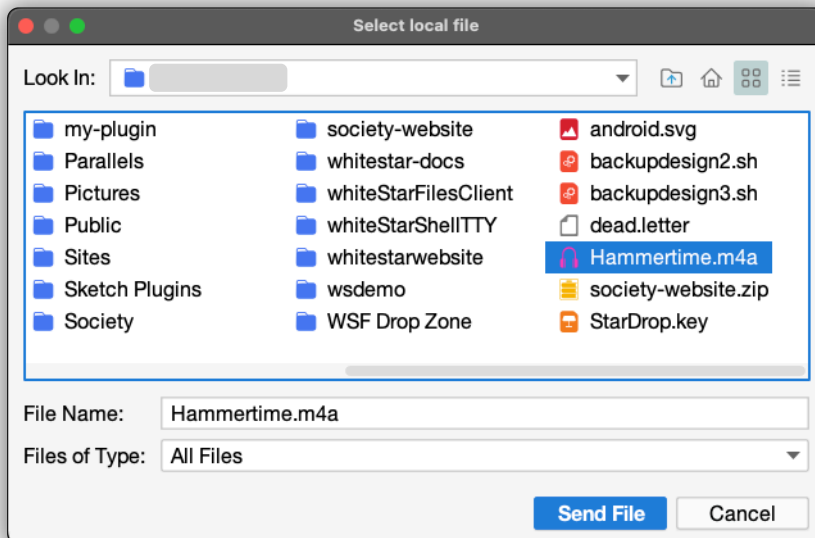 Select local file
Look In:
my-plugin society-website android.svg
Parallels whitestar-docs backupdesign2.sh
Pictures whiteStarFilesClient backupdesign3.sh
Public whiteStarShellTTY dead.letter
Sites whitestarwebsite Hammertime.m4a
Sketch Plugins wsdemo society-website.zip
Society WSF Drop Zone StarDrop.key
File Name: Hammertime.m4a
Files of Type: All Files
Send File Cancel